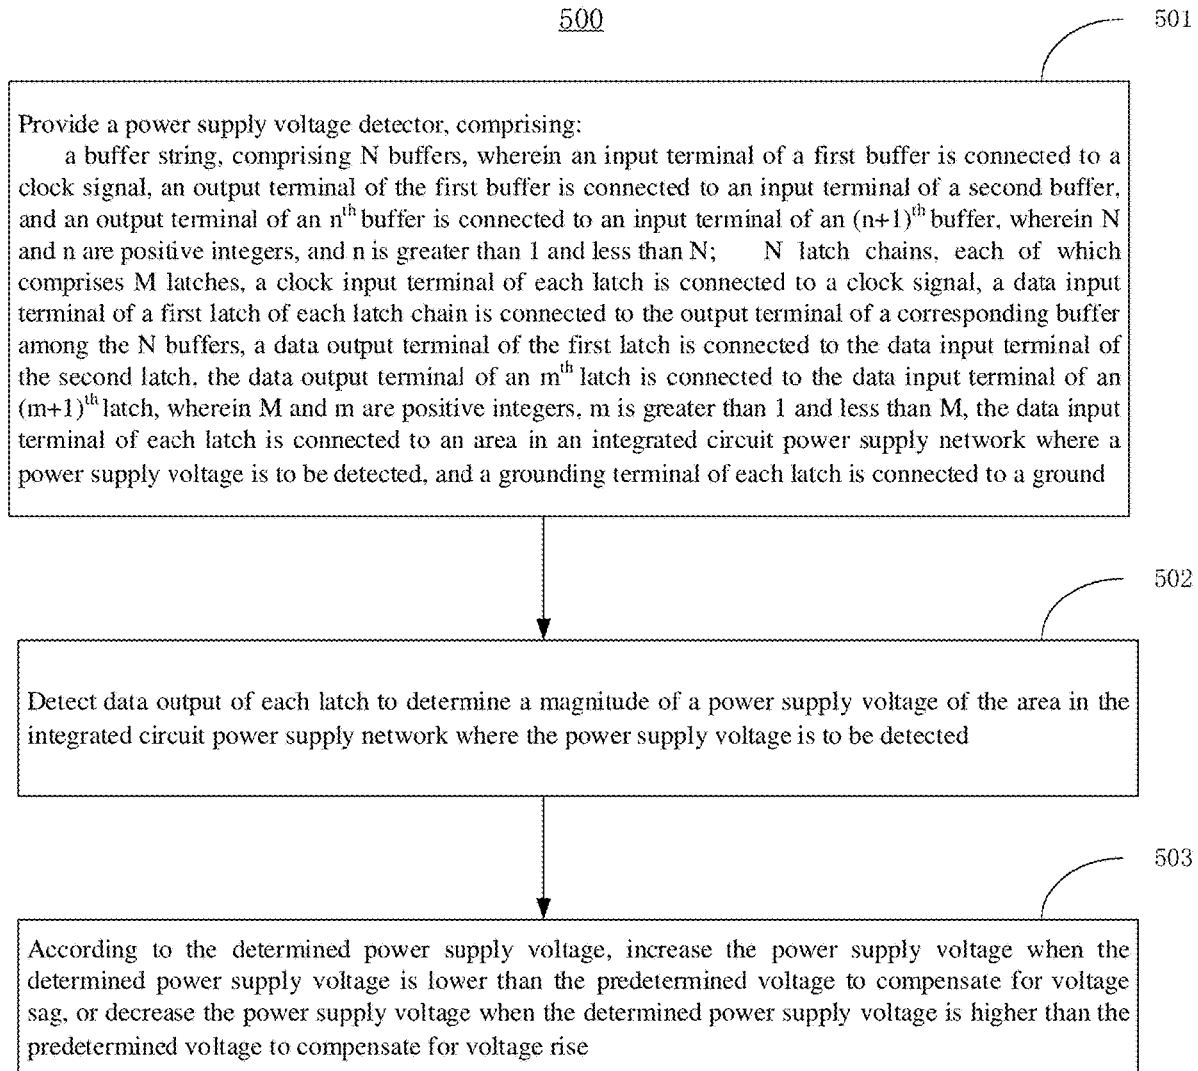 500
501
Provide a power supply voltage detector, comprising:
a buffer string, comprising N buffers, wherein an input terminal of a first buffer is connected to a
clock signal, an output terminal of the first buffer is connected to an input terminal of a second buffer,
and an output terminal of an nth buffer is connected to an input terminal of an (n+1)th buffer, wherein N
and n are positive integers, and n is greater than 1 and less than N; N latch chains, each of which
comprises M latches, a clock input terminal of each latch is connected to a clock signal, a data input
terminal of a first latch of each latch chain is connected to the output terminal of a corresponding buffer
among the N buffers, a data output terminal of the first latch is connected to the data input terminal of
the second latch, the data output terminal of an mth latch is connected to the data input terminal of an
(m+1)th latch, wherein M and m are positive integers, m is greater than 1 and less than M, the data input
terminal of each latch is connected to an area in an integrated circuit power supply network where a
power supply voltage is to be detected, and a grounding terminal of each latch is connected to a ground
502
Detect data output of each latch to determine a magnitude of a power supply voltage of the area in the
integrated circuit power supply network where the power supply voltage is to be detected
503
According to the determined power supply voltage, increase the power supply voltage when the
determined power supply voltage is lower than the predetermined voltage to compensate for voltage
sag, or decrease the power supply voltage when the determined power supply voltage is higher than the
predetermined voltage to compensate for voltage rise